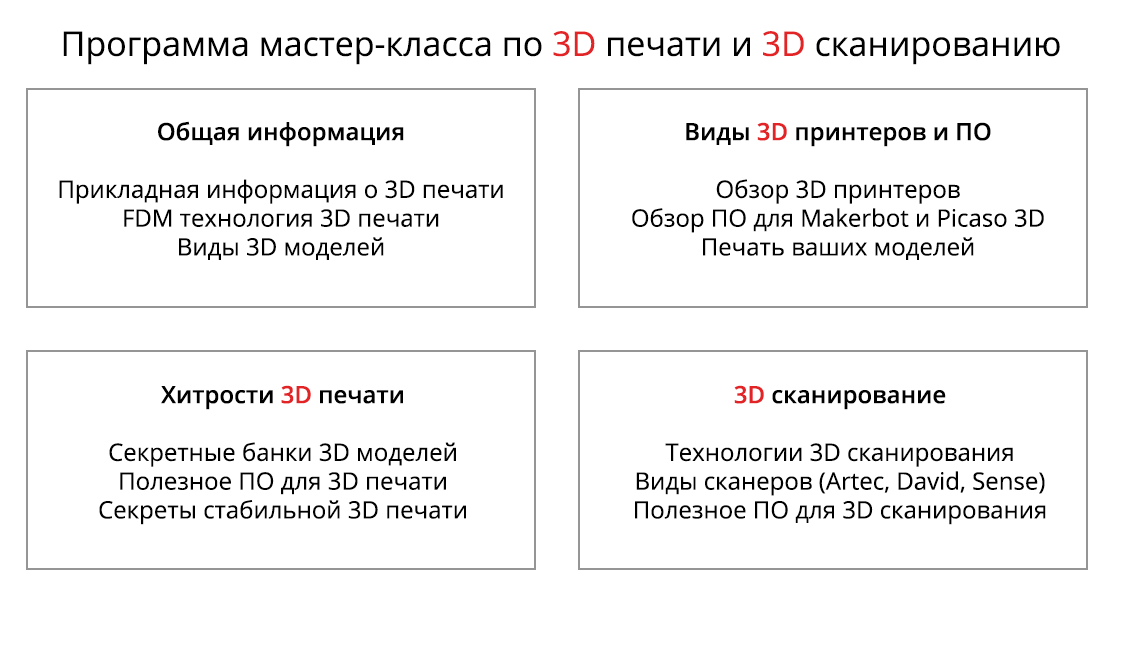 Программа мастер-класса по 3D печати и 3D сканированию
Общая информация
Прикладная информация о 3D печати
FDM технология 3D печати
Виды 3D моделей
Виды 3D принтеров и ПО
Обзор 3D принтеров
Обзор ПО для Makerbot и Picaso 3D
Печать ваших моделей
Хитрости 3D печати
Секретные банки 3D моделей
Полезное ПО для 3D печати
Секреты стабильной 3D печати
3D сканирование
Технологии 3D сканирования
Виды сканеров (Artec, David, Sense)
Полезное ПО для 3D сканирования